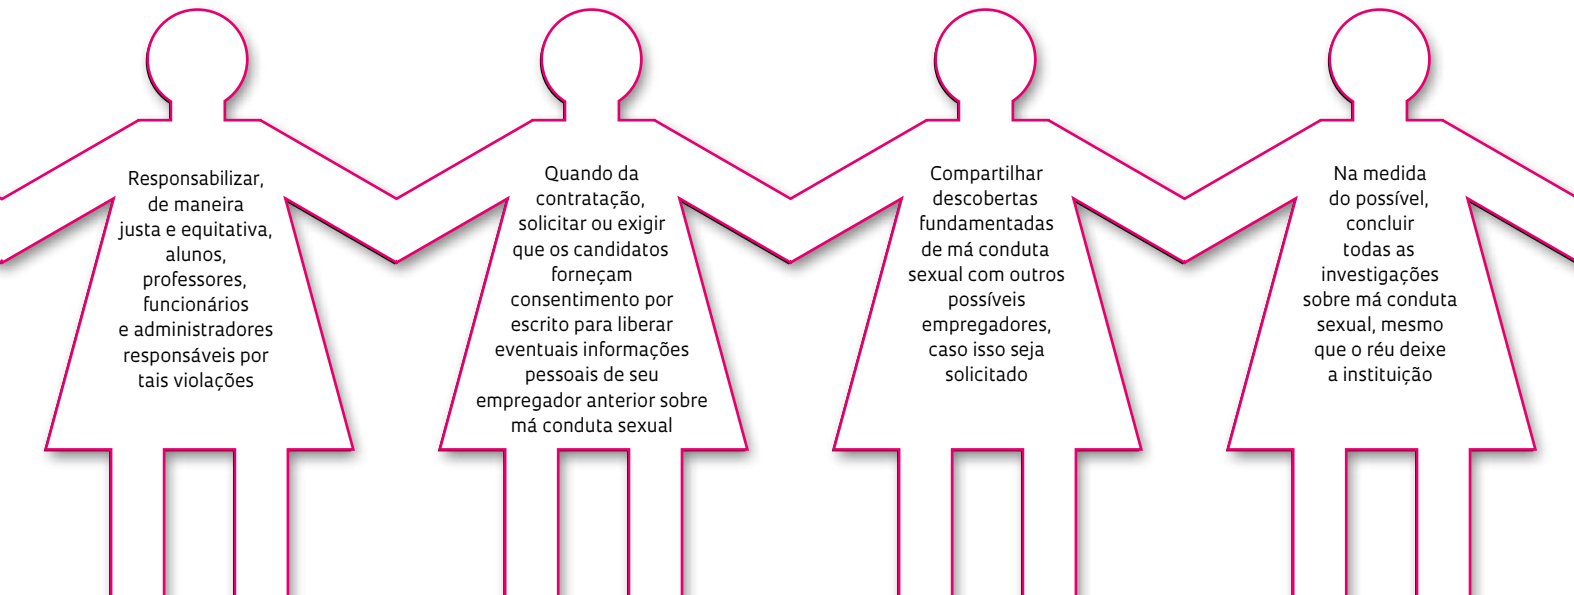 Responsabilizar,
de maneira
justa e equitativa,
alunos,
professores,
funcionários
e administradores
responsáveis por
tais violações
Quando da
contratação,
solicitar ou exigir
que os candidatos
forneçam
consentimento por
escrito para liberar
eventuais informações
pessoais de seu
empregador anterior sobre
má conduta sexual
Compartilhar
descobertas
fundamentadas
de má conduta
sexual com outros
possíveis
empregadores,
caso isso seja
solicitado
Na medida
do possível,
concluir
todas as
investigações
sobre má conduta
sexual, mesmo
que o réu deixe
a instituição